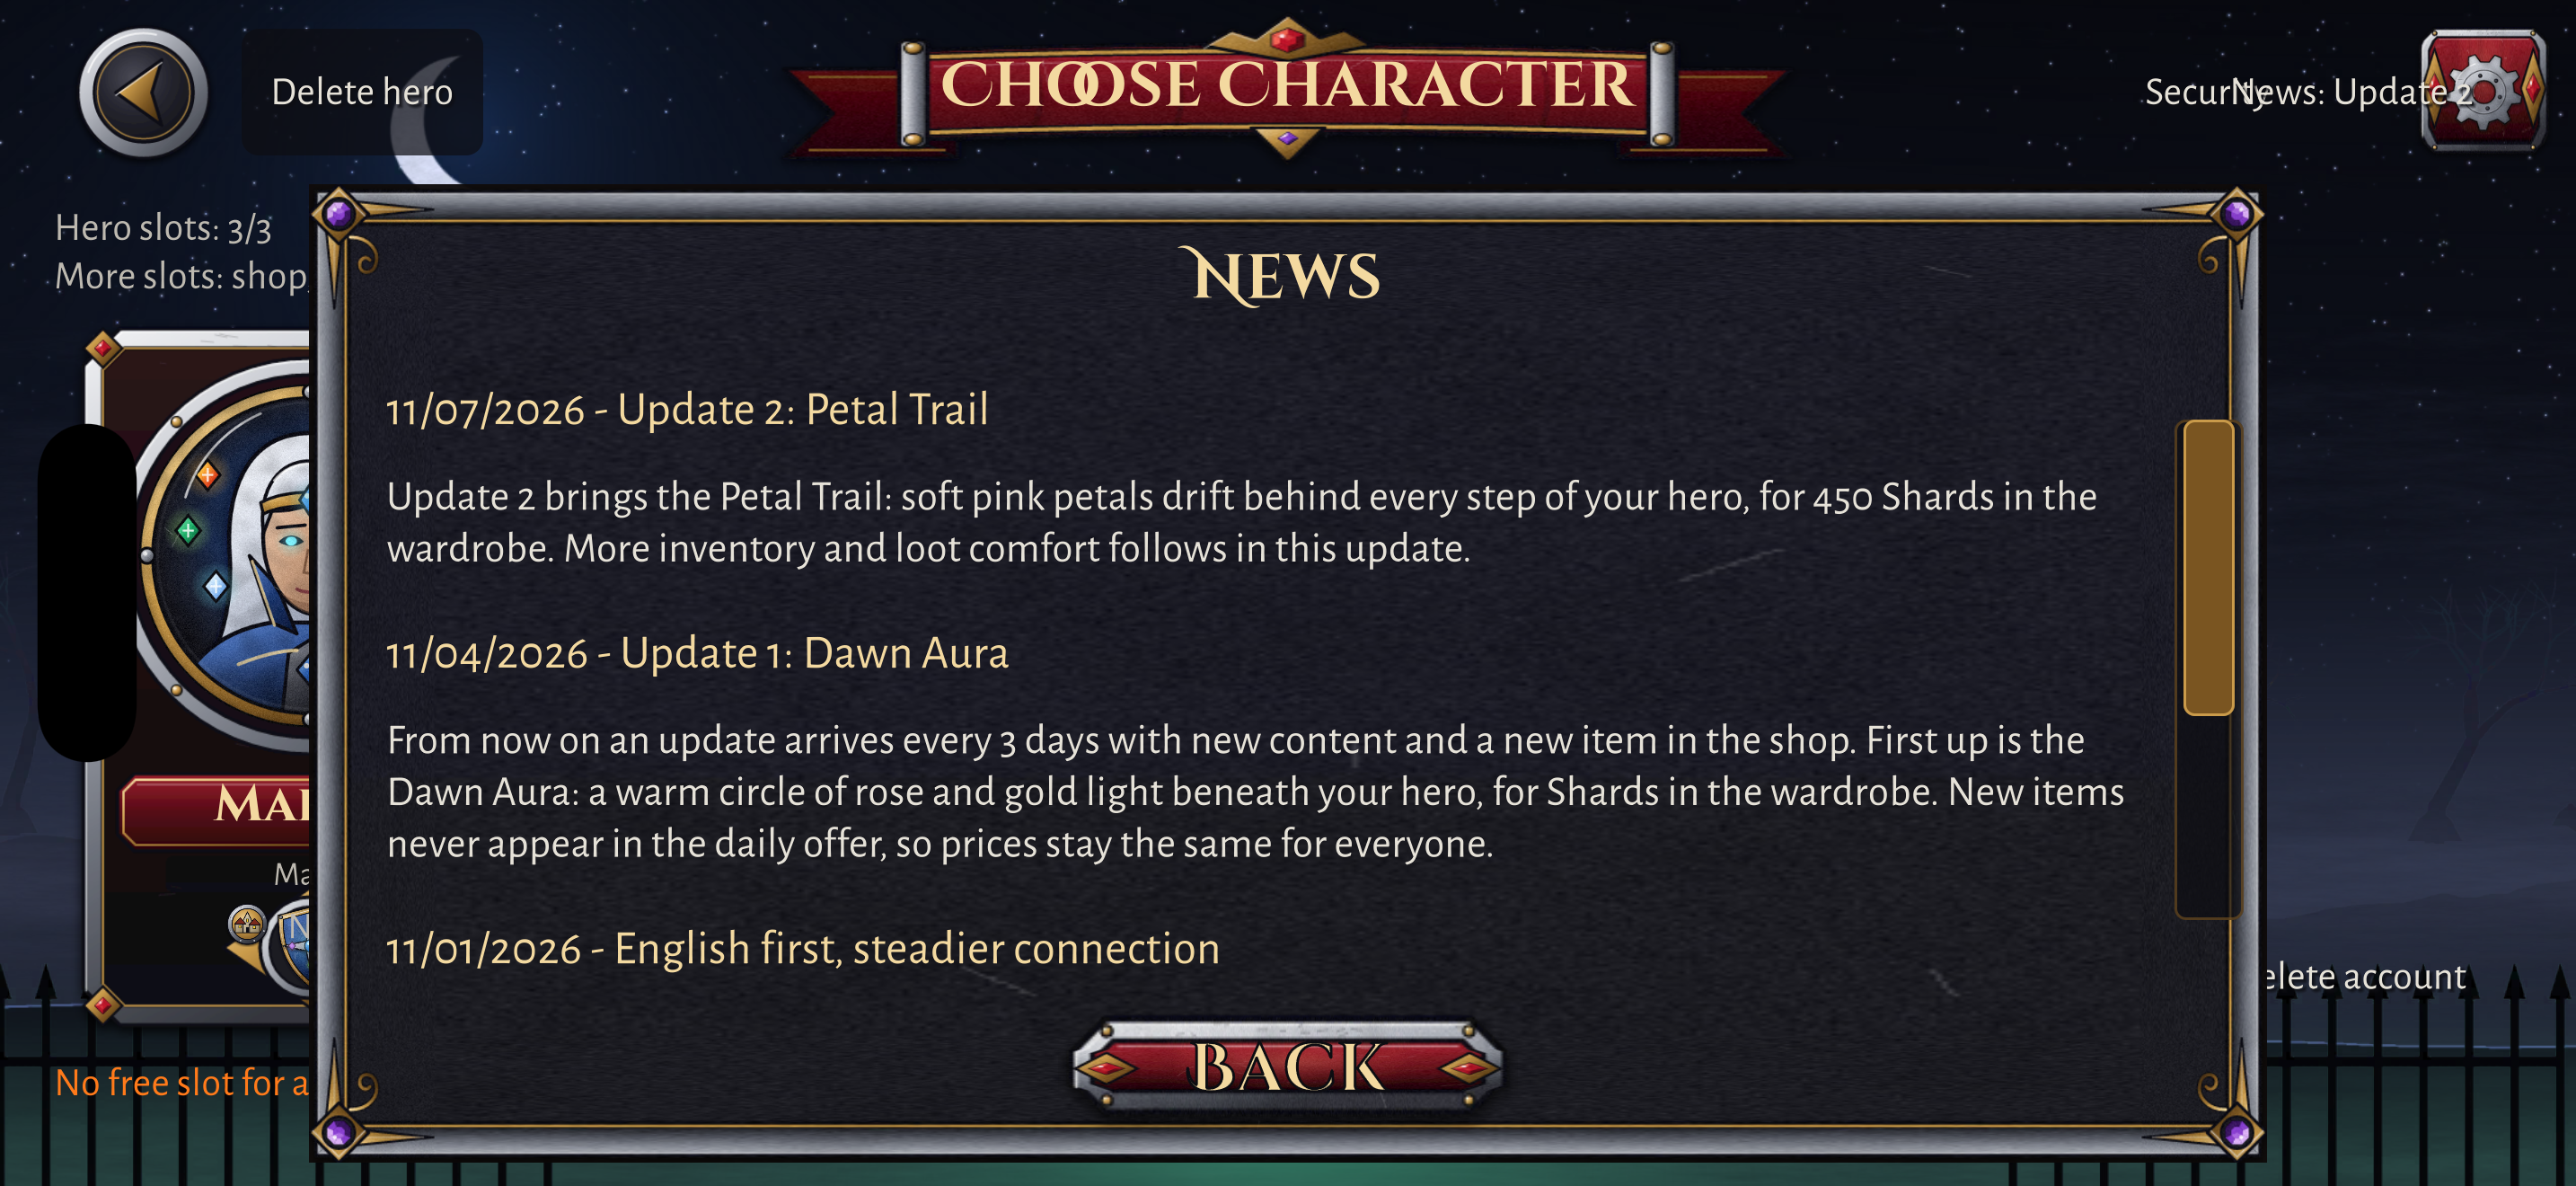 Delete hero
CHOOSE CHARACTER
Security
News: Update 2
Hero slots: 3/3
More slots: shop
NEWS
11/07/2026 - Update 2: Petal Trail
Update 2 brings the Petal Trail: soft pink petals drift behind every step of your hero, for 450 Shards in the
wardrobe. More inventory and loot comfort follows in this update.
11/04/2026 - Update 1: Dawn Aura
From now on an update arrives every 3 days with new content and a new item in the shop. First up is the
Dawn Aura: a warm circle of rose and gold light beneath your hero, for Shards in the wardrobe. New items
never appear in the daily offer, so prices stay the same for everyone.
11/01/2026 - English first, steadier connection
elete account
No free slot for a
BACK